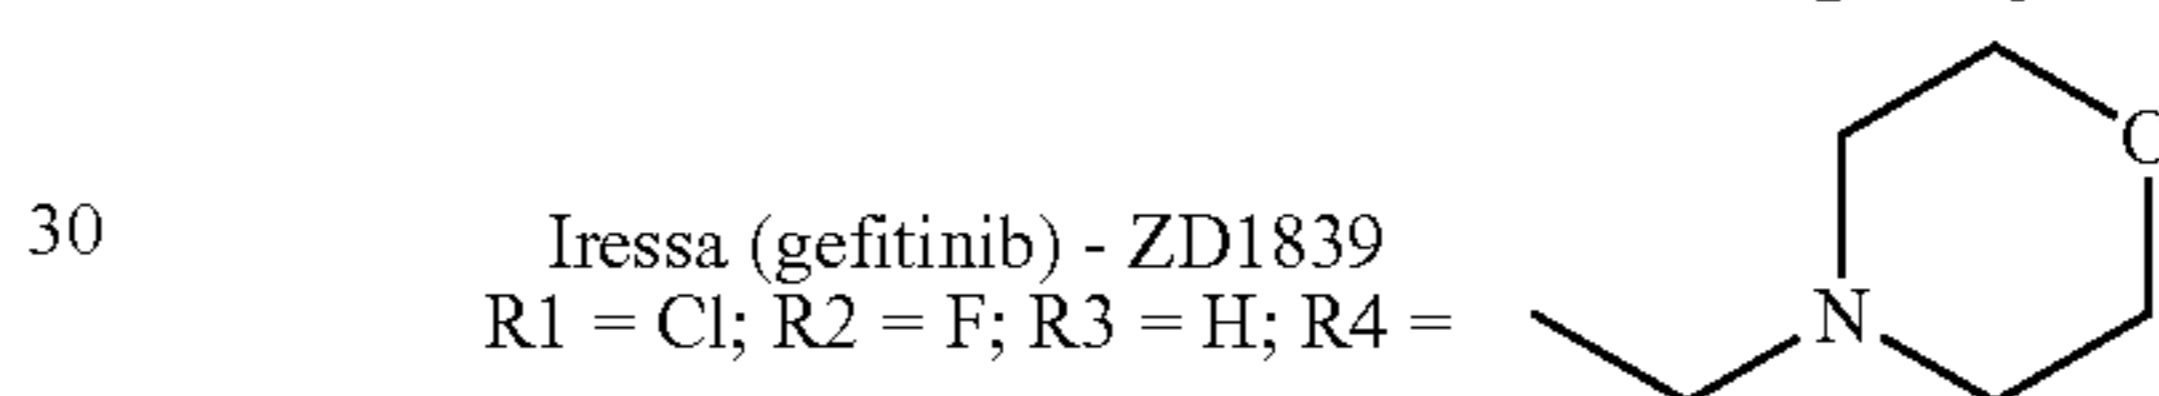 30
Iressa (gefitinib) - ZD1839
R1 = Cl; R2 = F; R3 = H; R4 =
N